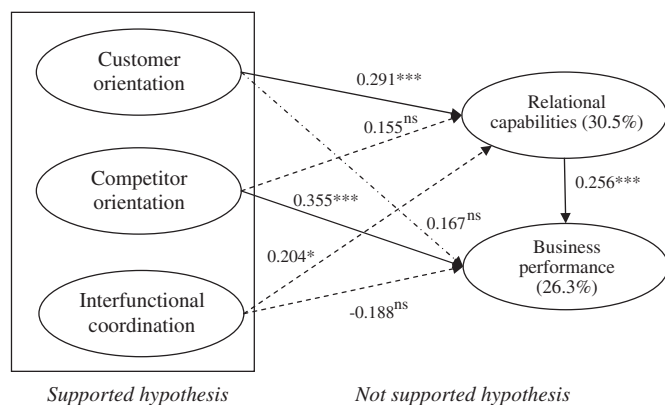 Customer
orientation
0.291***
Relational
capabilities (30.5%)
0.155ns
Competitor
orientation
0.256***
0.355***
0.167ns
Business
performance
(26.3%)
0.204*
Interfunctional
coordination
-0.188ns
Supported hypothesis
Not supported hypothesis